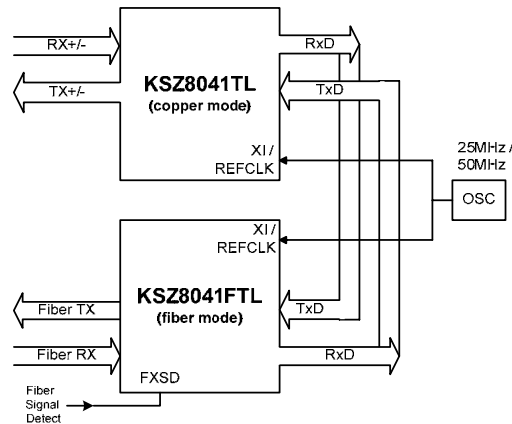 RX+/-
TX+/-
KSZ8041TL
(copper mode)
XI /
REFCLK
RxD
TxD
25MHz /
50MHz
OSC
XI /
REFCLK
KSZ8041FTL
(fiber mode)
Fiber TX
Fiber RX
FXSD
TxD
RxD
Fiber
Signal
Detect